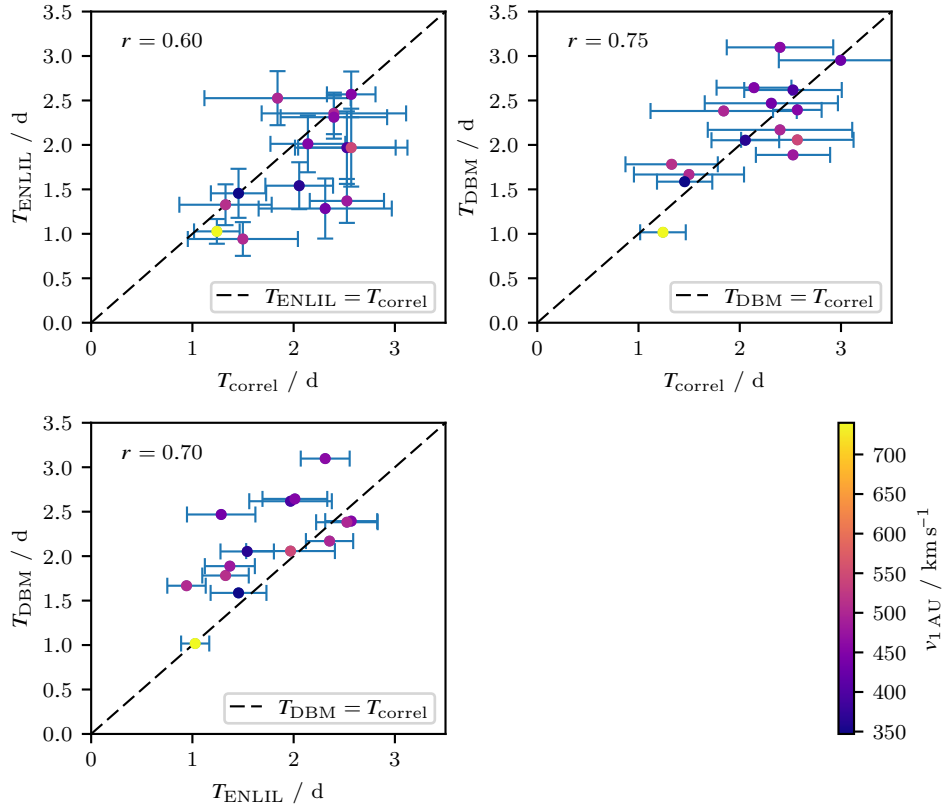 r = 0.60
3.5
3.0
2.5
2.0
1.5
1.0
0.5
0.0
T_ENLIL / d
T_ENLIL = T_correl
0 1 2 3
T_correl / d
r = 0.75
3.5
3.0
2.5
2.0
1.5
1.0
0.5
0.0
T_DBM / d
T_DBM = T_correl
0 1 2 3
T_correl / d
r = 0.70
3.5
3.0
2.5
2.0
1.5
1.0
0.5
0.0
T_DBM / d
T_DBM = T_correl
0 1 2 3
T_ENLIL / d
700
650
600
550
500
450
400
350
v_1 AU / km s⁻¹